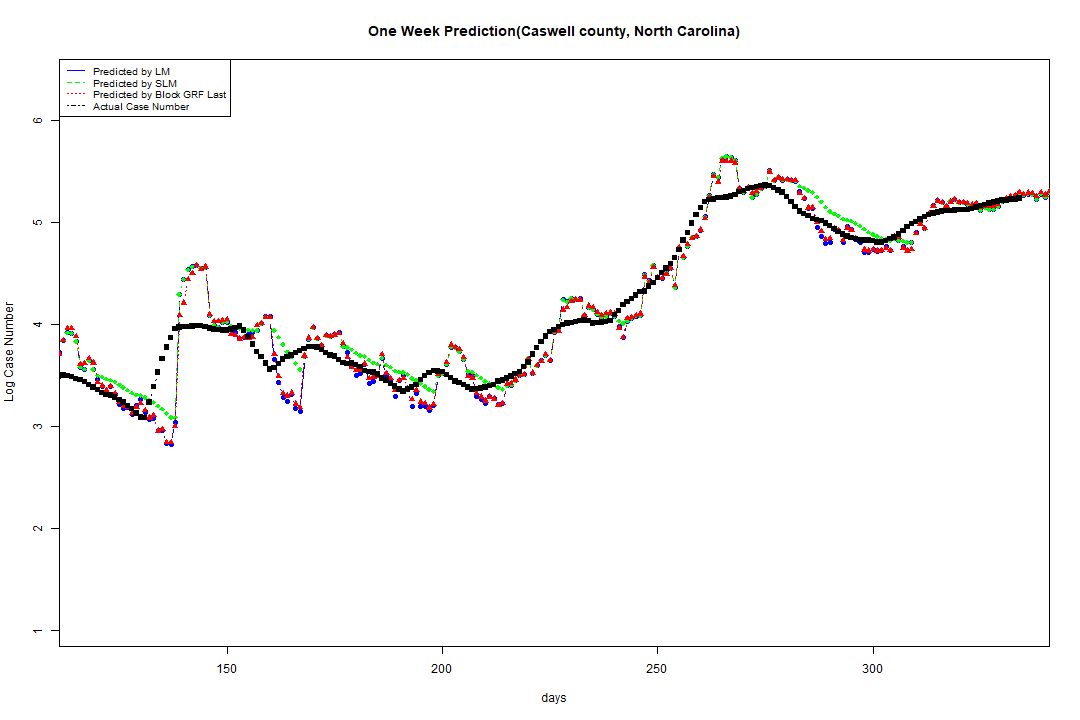 One Week Prediction(Caswell county, North Carolina)
Predicted by LM
Predicted by SLM
Predicted by Block GRF Last
Actual Case Number
Log Case Number
6
5
4
3
2
1
150 200 250 300
days